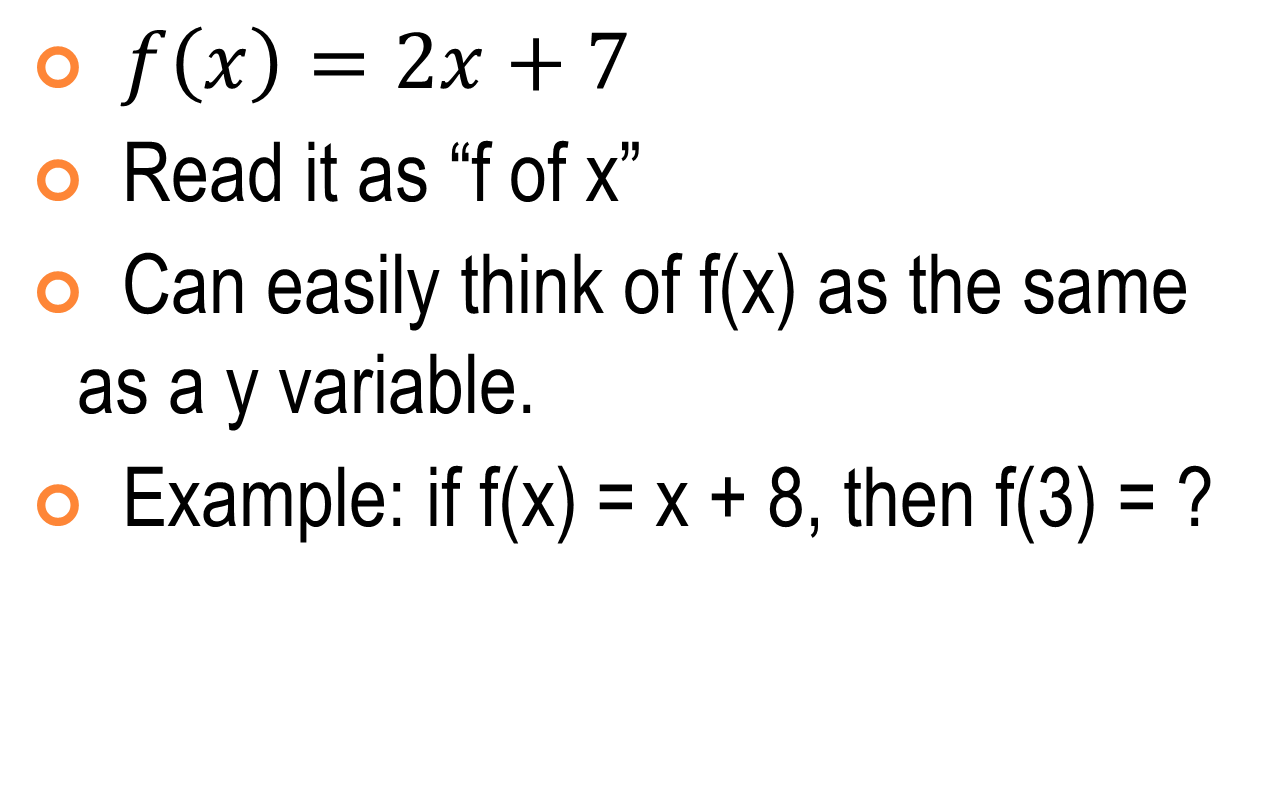 f(x) = 2x + 7
Read it as “f of x”
Can easily think of f(x) as the same
as a y variable.
Example: if f(x) = x + 8, then f(3) = ?